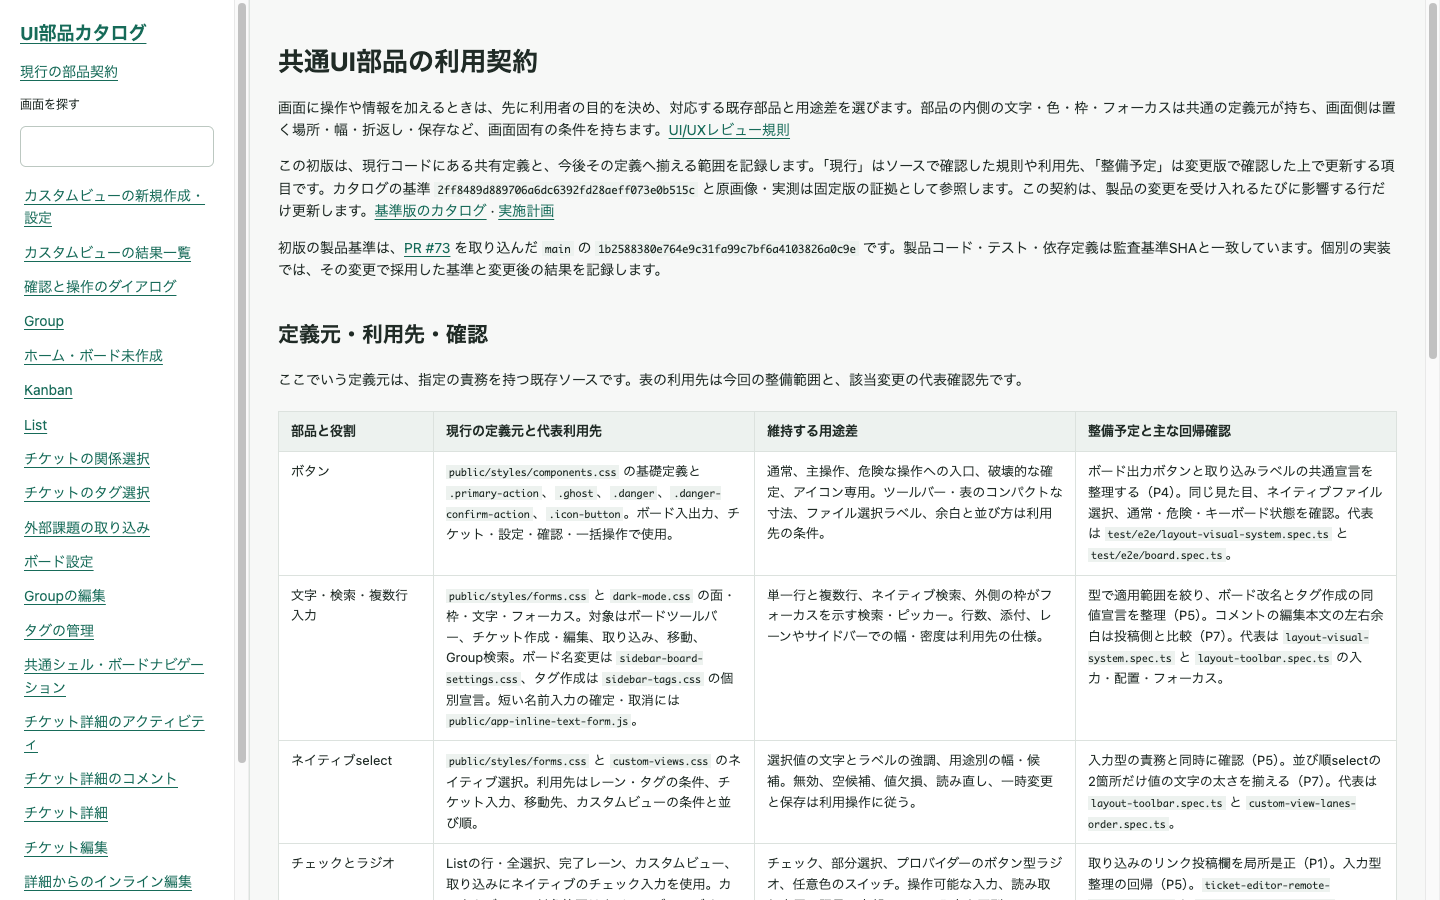 UI部品カタログ
現行の部品契約
画面を探す
カスタムビューの新規作成・
設定
カスタムビューの結果一覧
確認と操作のダイアログ
Group
ホーム・ボード未作成
Kanban
List
チケットの関係選択
チケットのタグ選択
外部課題の取り込み
ボード設定
Groupの編集
タグの管理
共通シェル・ボードナビゲー
ション
チケット詳細のアクティビテ
ィ
チケット詳細のコメント
チケット詳細
チケット編集
詳細からのインライン編集
共通UI部品の利用契約
画面に操作や情報を加えるときは、先に利用者の目的を決め、対応する既存部品と用途差を選びます。部品の内側の文字・色・枠・フォーカスは共通の定義元が持ち、画面側は置
く場所・幅・折返し・保存など、画面固有の条件を持ちます。UI/UXレビュー規則
この初版は、現行コードにある共有定義と、今後その定義へ揃える範囲を記録します。「現行」はソースで確認した規則や利用先、「整備予定」は変更版で確認した上で更新する項
目です。カタログの基準 2ff8489d889706a6dc6392fd28aeff073e0b515c と原画像・実測は固定版の証拠として参照します。この契約は、製品の変更を受け入れるたびに影響する行だ
け更新します。基準版のカタログ · 実施計画
初版の製品基準は、PR #73 を取り込んだ main の 1b2588380e764e9c31fa99c7bf6a4103826a0c9e です。製品コード・テスト・依存定義は監査基準SHAと一致しています。個別の実装
では、その変更で採用した基準と変更後の結果を記録します。
定義元・利用先・確認
ここでいう定義元は、指定の責務を持つ既存ソースです。表の利用先は今回の整備範囲と、該当変更の代表確認先です。
部品と役割
現行の定義元と代表利用先
維持する用途差
整備予定と主な回帰確認
ボタン
public/styles/components.css の基礎定義と
.primary-action、.ghost、.danger、.danger-
confirm-action、.icon-button。ボード入出力、チ
ケット・設定・確認・一括操作で使用。
通常、主操作、危険な操作への入口、破壊的な確
定、アイコン専用。ツールバー・表のコンパクトな
寸法、ファイル選択ラベル、余白と並び方は利用
先の条件。
ボード出力ボタンと取り込みラベルの共通宣言を
整理する（P4）。同じ見た目、ネイティブファイル
選択、通常・危険・キーボード状態を確認。代表
は test/e2e/layout-visual-system.spec.ts と
test/e2e/board.spec.ts。
文字・検索・複数行
入力
public/styles/forms.css と dark-mode.css の面・
枠・文字・フォーカス。対象はボードツールバ
ー、チケット作成・編集、取り込み、移動、
Group検索。ボード名変更は sidebar-board-
settings.css、タグ作成は sidebar-tags.css の個
別宣言。短い名前入力の確定・取消には
public/app-inline-text-form.js。
単一行と複数行、ネイティブ検索、外側の枠がフ
ォーカスを示す検索・ピッカー。行数、添付、レ
ーンやサイドバーでの幅・密度は利用先の仕様。
型で適用範囲を絞り、ボード改名とタグ作成の同
値宣言を整理（P5）。コメントの編集本文の左右余
白は投稿側と比較（P7）。代表は layout-visual-
system.spec.ts と layout-toolbar.spec.ts の入
力・配置・フォーカス。
ネイティブselect
public/styles/forms.css と custom-views.css のネ
イティブ選択。利用先はレーン・タグの条件、チ
ケット入力、移動先、カスタムビューの条件と並
び順。
選択値の文字とラベルの強調、用途別の幅・候
補。無効、空候補、値欠損、読み直し、一時変更
と保存は利用操作に従う。
入力型の責務と同時に確認（P5）。並び順selectの
2箇所だけ値の文字の太さを揃える（P7）。代表は
layout-toolbar.spec.ts と custom-view-lanes-
order.spec.ts。
チェックとラジオ
Listの行・全選択、完了レーン、カスタムビュー、
取り込みにネイティブのチェック入力を使用。カ
チェック、部分選択、プロバイダーのボタン型ラジ
オ、任意色のスイッチ。操作可能な入力、読み取
取り込みのリンク投稿欄を局所是正（P1）。入力型
整理の回帰（P5）。ticket-editor-remote-